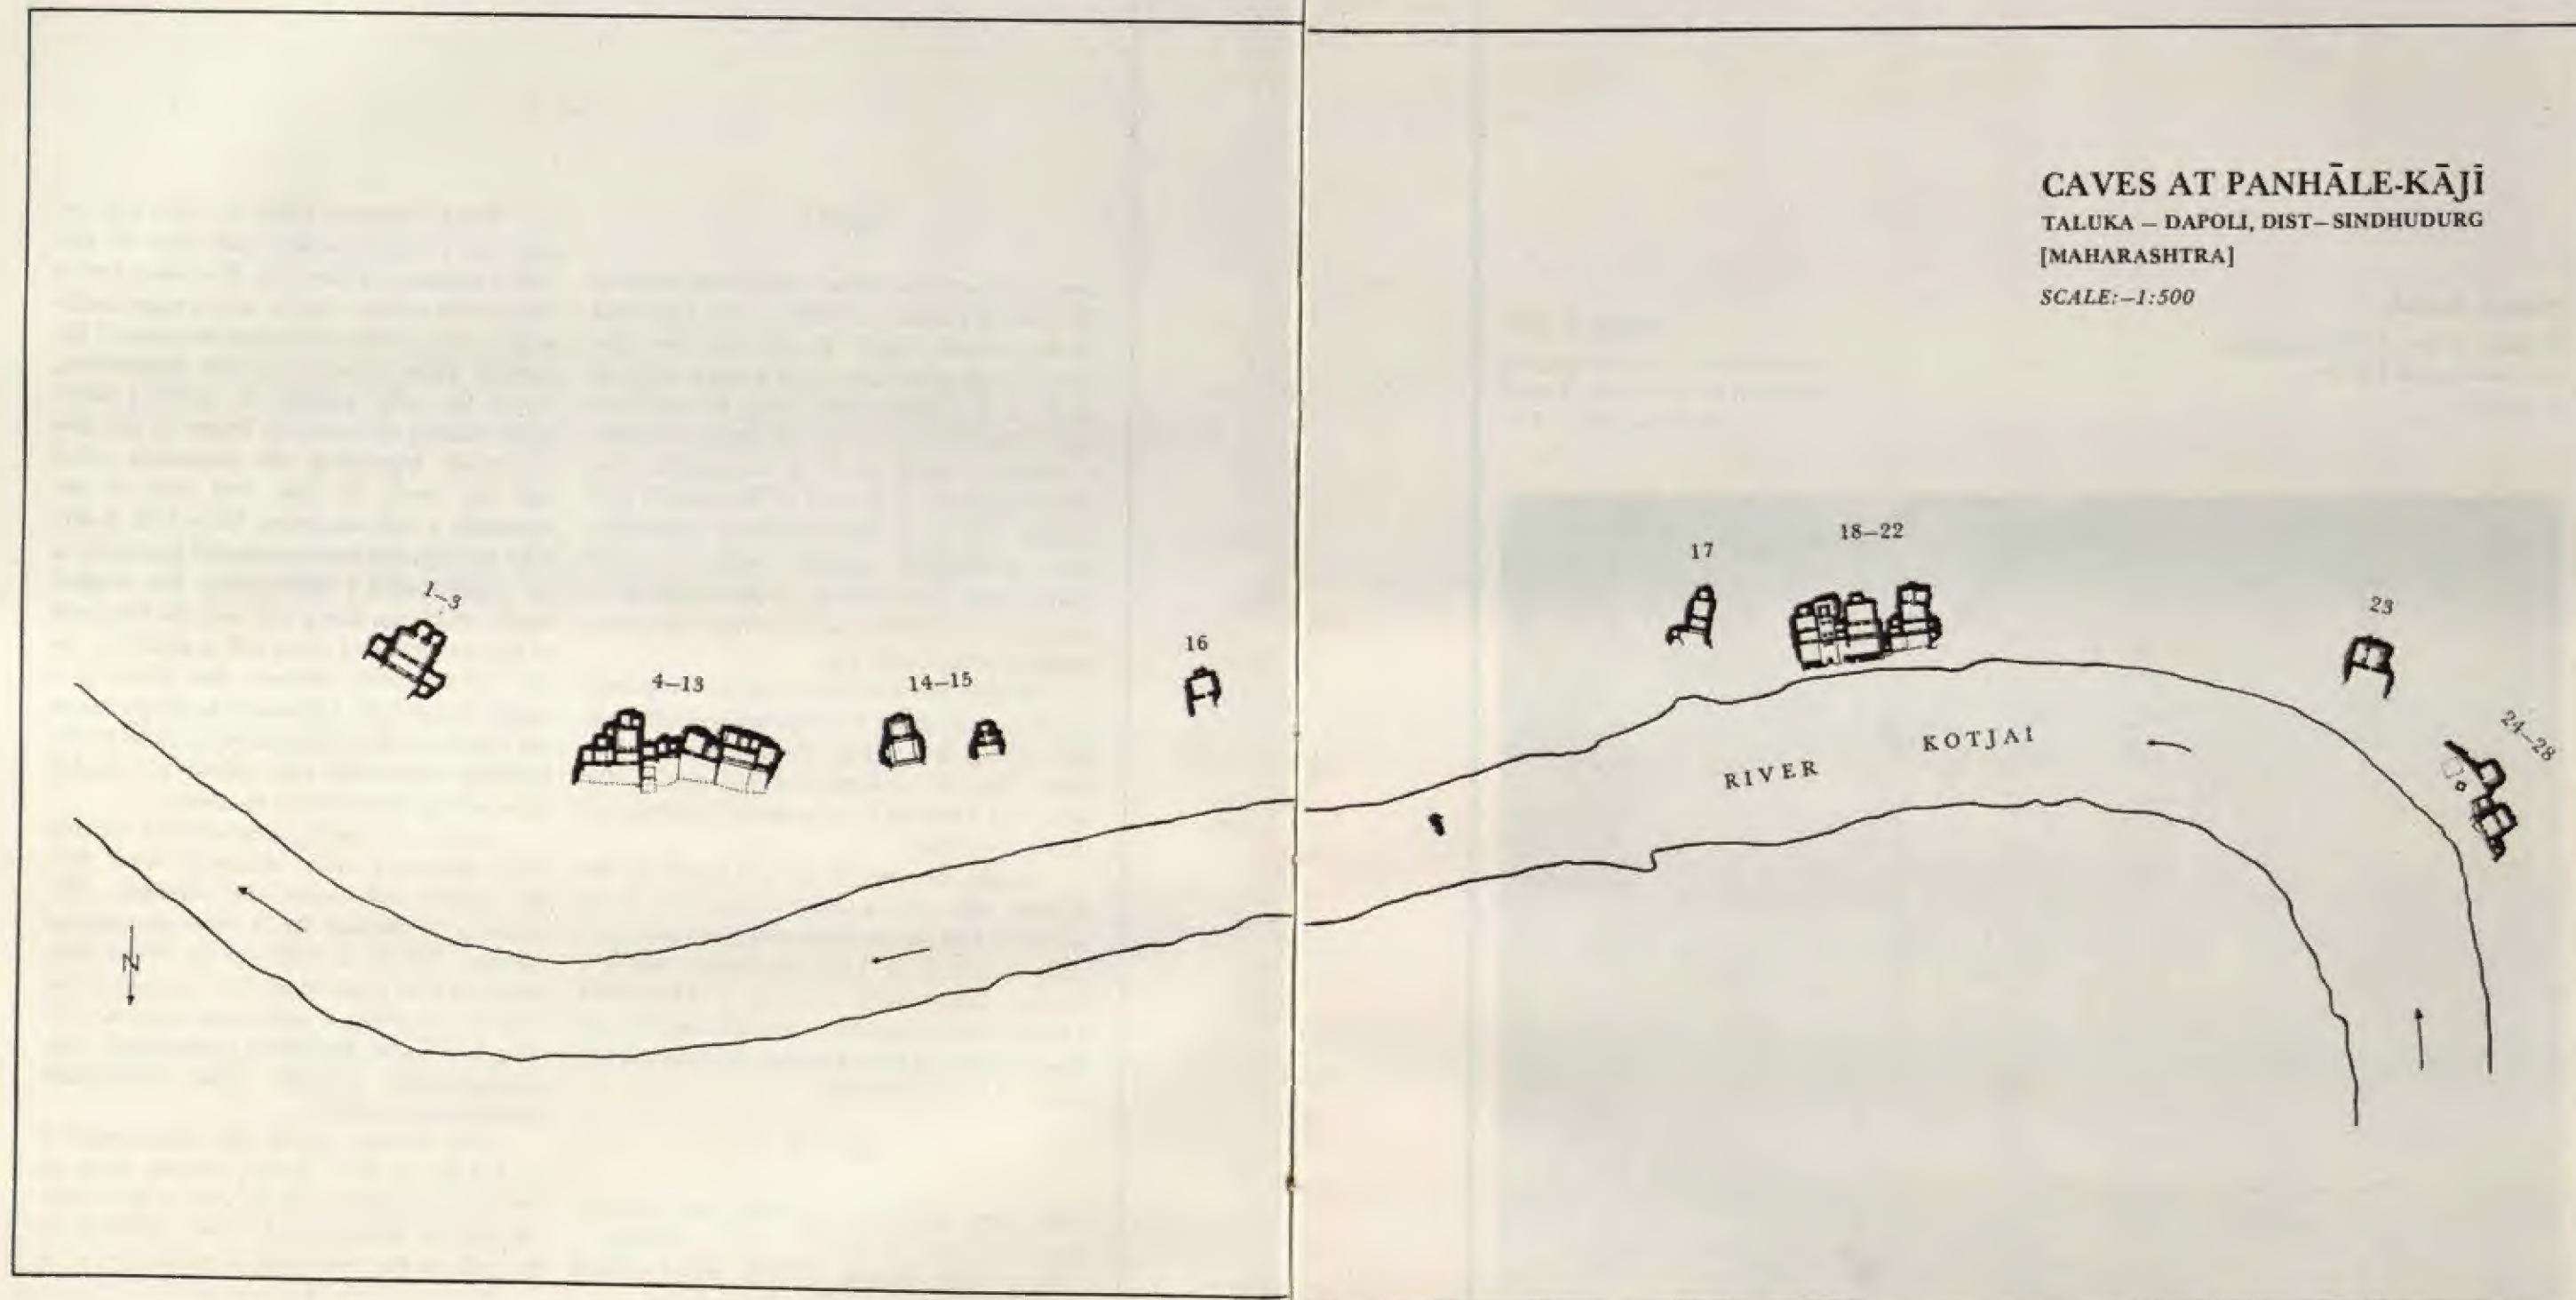 CAVES AT PANHĀLE-KĀJĪ
TALUKA – DAPOLI, DIST–SINDHUDURG
[MAHARASHTRA]
SCALE:–1:500
1–3
4–13
14–15
16
17
18–22
23
24–28
RIVER KOTJAI
N